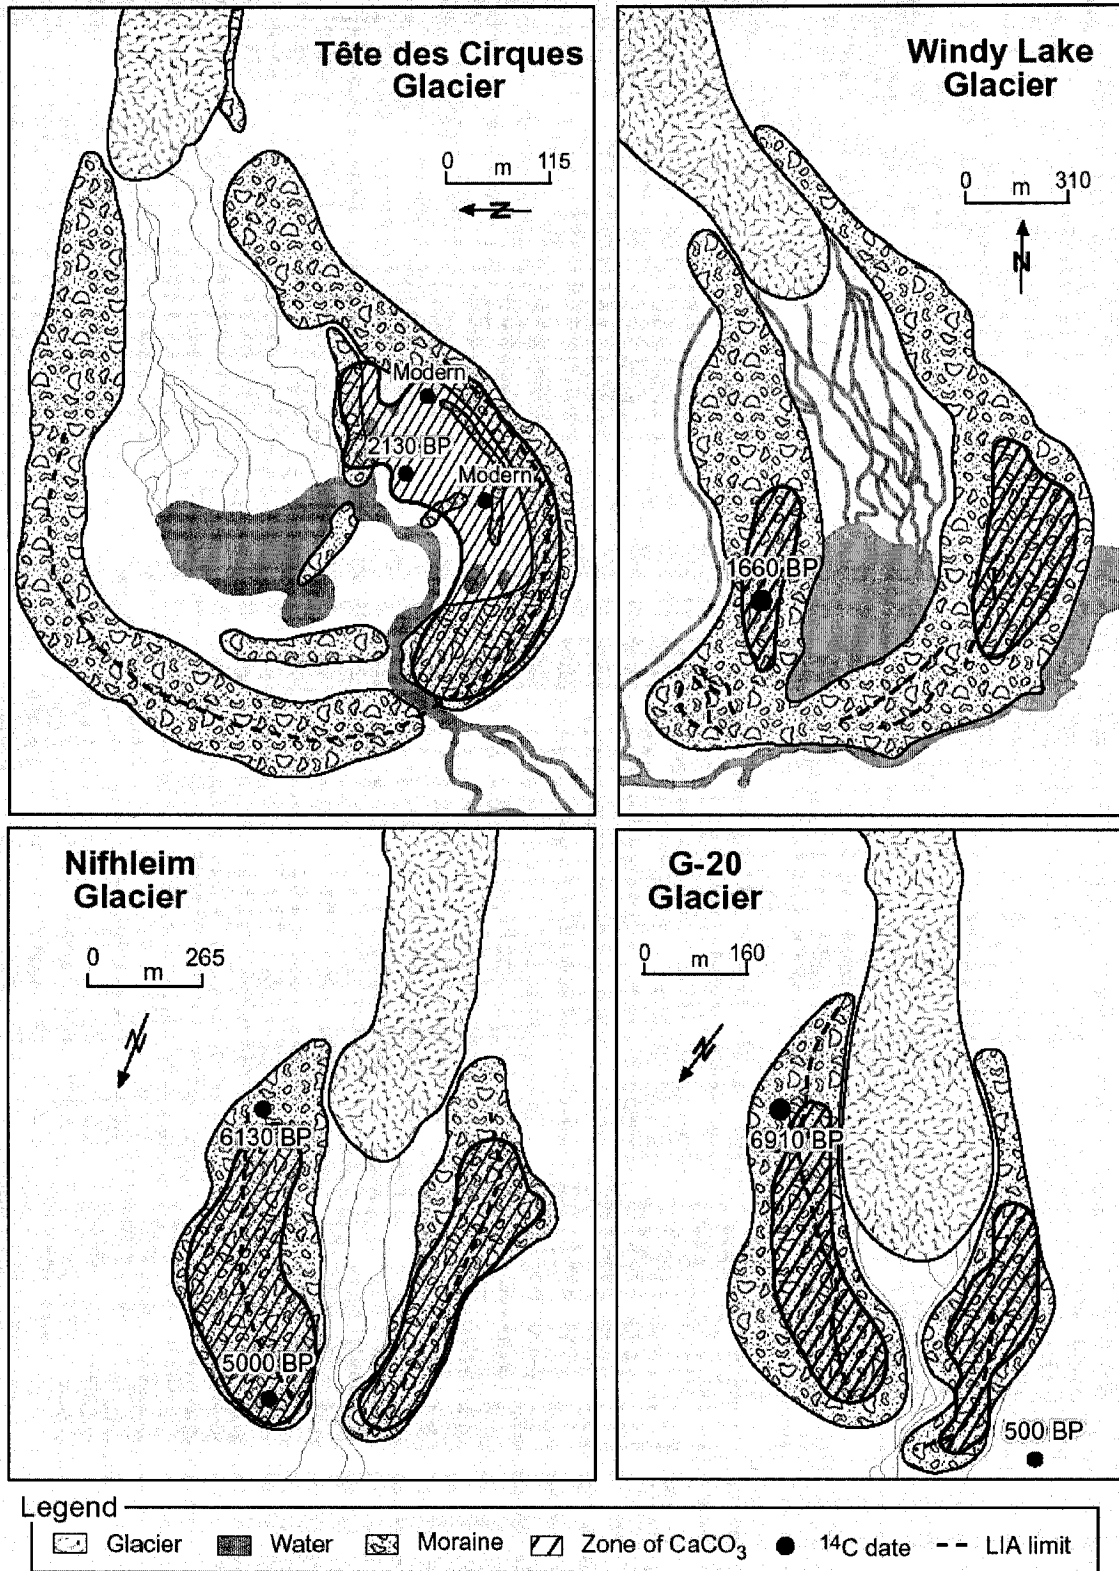 Tête des Cirques
Glacier
0 m 115
N
Modern
2130 BP
Modern
Windy Lake
Glacier
0 m 310
N
1660 BP
Nifhleim
Glacier
0 m 265
N
6130 BP
5000 BP
G-20
Glacier
0 m 160
N
6910 BP
500 BP
Legend
Glacier Water Moraine Zone of CaCO₃ ¹⁴C date LIA limit